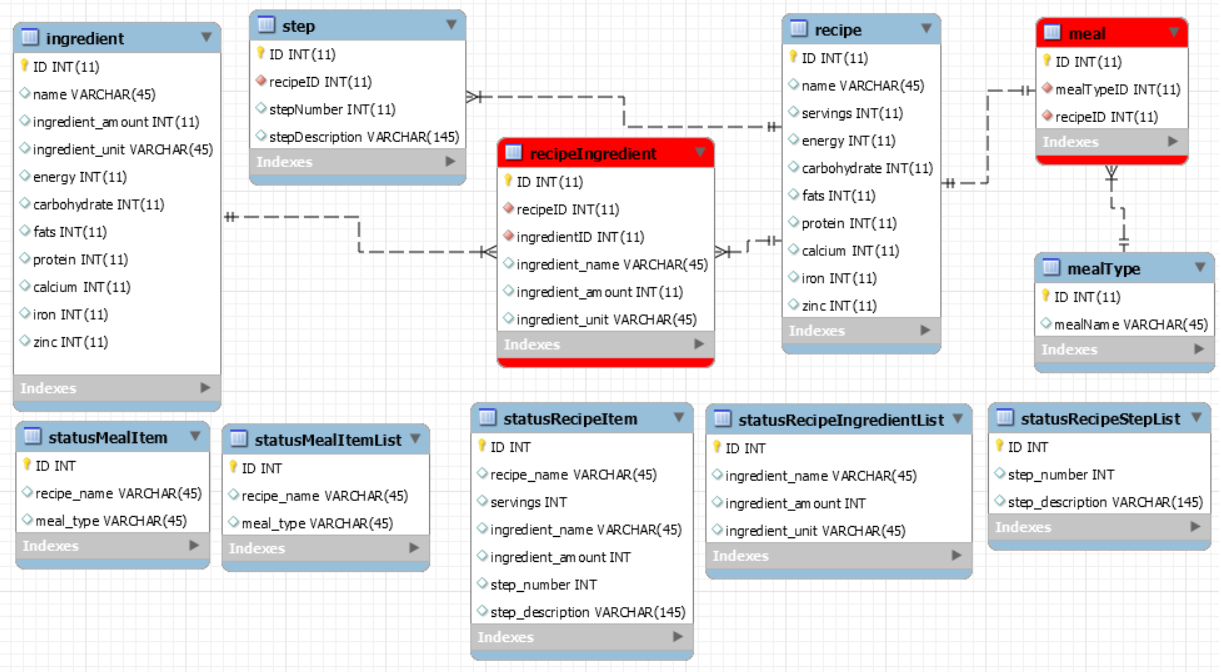 ingredient
ID INT(11)
name VARCHAR(45)
ingredient_amount INT(11)
ingredient_unit VARCHAR(45)
energy INT(11)
carbohydrate INT(11)
fats INT(11)
protein INT(11)
calcium INT(11)
iron INT(11)
zinc INT(11)
Indexes
step
ID INT(11)
recipeID INT(11)
stepNumber INT(11)
stepDescription VARCHAR(145)
Indexes
recipeIngredient
ID INT(11)
recipeID INT(11)
ingredientID INT(11)
ingredient_name VARCHAR(45)
ingredient_amount INT(11)
ingredient_unit VARCHAR(45)
Indexes
recipe
ID INT(11)
name VARCHAR(45)
servings INT(11)
energy INT(11)
carbohydrate INT(11)
fats INT(11)
protein INT(11)
calcium INT(11)
iron INT(11)
zinc INT(11)
Indexes
meal
ID INT(11)
mealTypeID INT(11)
recipeID INT(11)
Indexes
mealType
ID INT(11)
mealName VARCHAR(45)
Indexes
statusMealItem
ID INT
recipe_name VARCHAR(45)
meal_type VARCHAR(45)
Indexes
statusMealItemList
ID INT
recipe_name VARCHAR(45)
meal_type VARCHAR(45)
Indexes
statusRecipeItem
ID INT
recipe_name VARCHAR(45)
servings INT
ingredient_name VARCHAR(45)
ingredient_amount INT
step_number INT
step_description VARCHAR(145)
Indexes
statusRecipeIngredientList
ID INT
ingredient_name VARCHAR(45)
ingredient_amount INT
ingredient_unit VARCHAR(45)
Indexes
statusRecipeStepList
ID INT
step_number INT
step_description VARCHAR(145)
Indexes